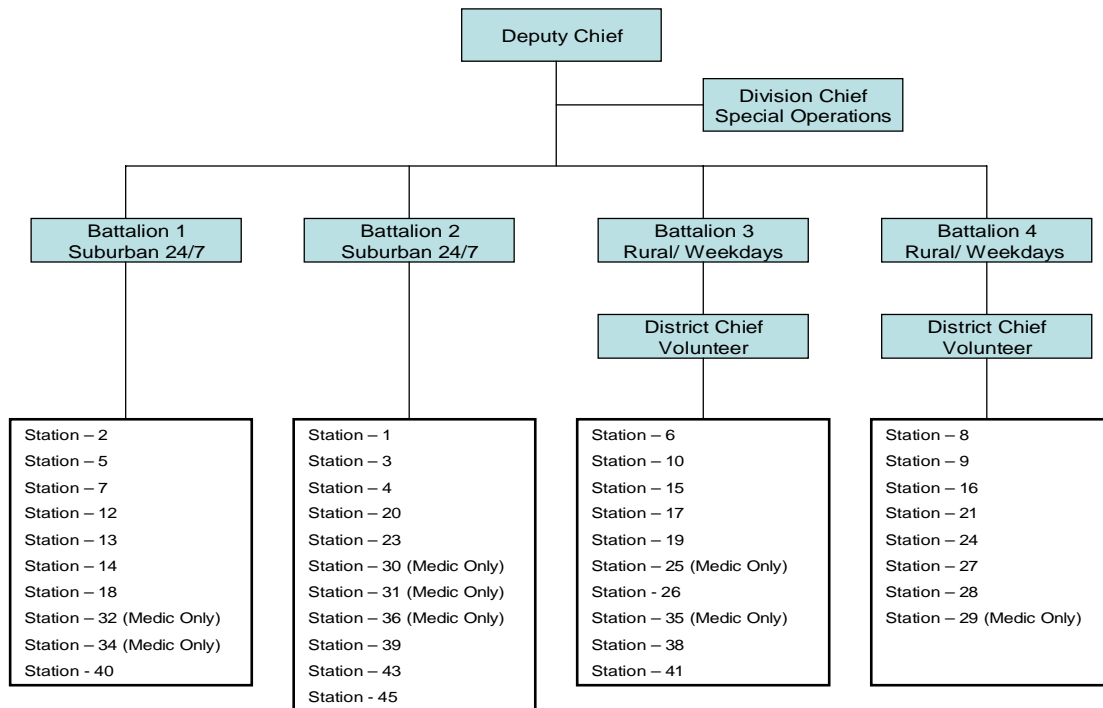 Deputy Chief
Division Chief
Special Operations
Battalion 1
Suburban 24/7
Battalion 2
Suburban 24/7
Battalion 3
Rural/ Weekdays
Battalion 4
Rural/ Weekdays
District Chief
Volunteer
District Chief
Volunteer
Station – 2
Station – 5
Station – 7
Station – 12
Station – 13
Station – 14
Station – 18
Station – 32 (Medic Only)
Station – 34 (Medic Only)
Station - 40
Station – 1
Station – 3
Station – 4
Station – 20
Station – 23
Station – 30 (Medic Only)
Station – 31 (Medic Only)
Station – 36 (Medic Only)
Station – 39
Station – 43
Station - 45
Station – 6
Station – 10
Station – 15
Station – 17
Station – 19
Station – 25 (Medic Only)
Station - 26
Station – 35 (Medic Only)
Station – 38
Station – 41
Station – 8
Station – 9
Station – 16
Station – 21
Station – 24
Station – 27
Station – 28
Station – 29 (Medic Only)